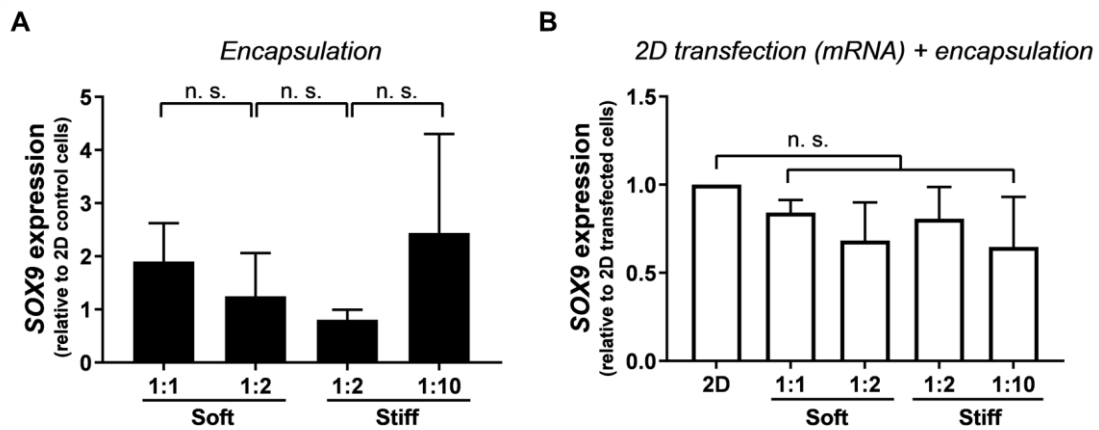 A
Encapsulation
n. s.
n. s.
n. s.
SOX9 expression
(relative to 2D control cells)
5
4
3
2
1
0
1:1
1:2
1:2
1:10
Soft
Stiff
B
2D transfection (mRNA) + encapsulation
n. s.
SOX9 expression
(relative to 2D transfected cells)
1.5
1.0
0.5
0.0
2D
1:1
1:2
1:2
1:10
Soft
Stiff